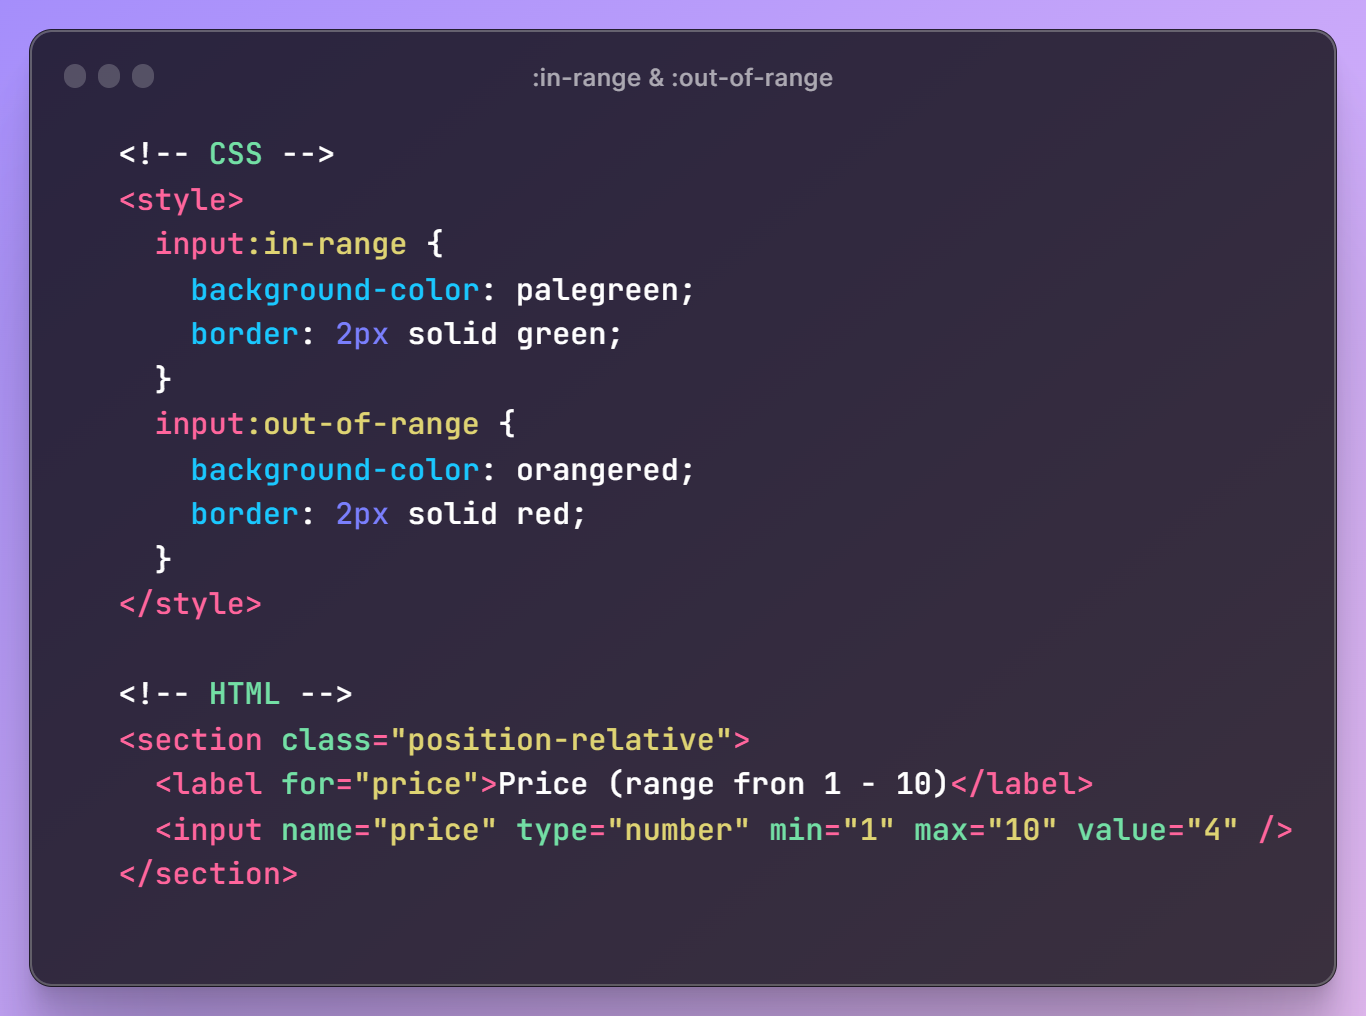 :in-range & :out-of-range
<!-- CSS -->
<style>
  input:in-range {
    background-color: palegreen;
    border: 2px solid green;
  }
  input:out-of-range {
    background-color: orangered;
    border: 2px solid red;
  }
</style>

<!-- HTML -->
<section class="position-relative">
  <label for="price">Price (range fron 1 - 10)</label>
  <input name="price" type="number" min="1" max="10" value="4" />
</section>